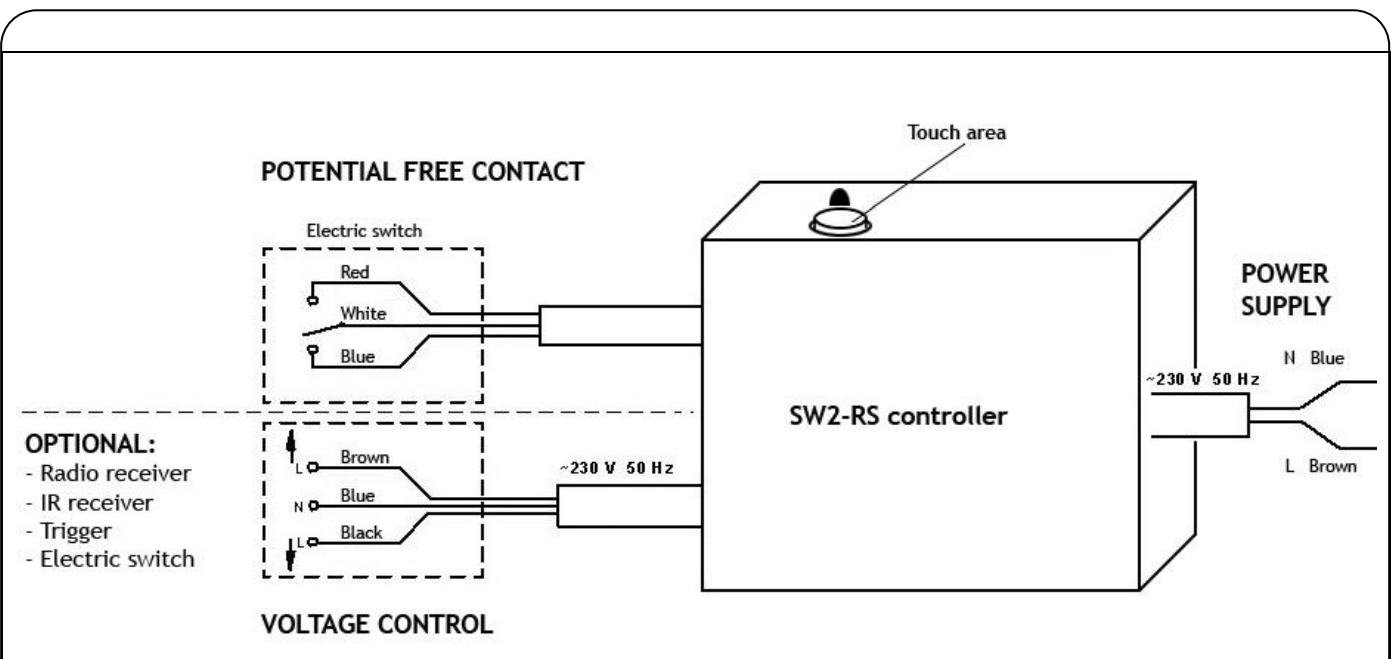 Touch area
POTENTIAL FREE CONTACT
Electric switch
Red
White
Blue
POWER
SUPPLY
N Blue
~230 V 50 Hz
L Brown
SW2-RS controller
OPTIONAL:
- Radio receiver
- IR receiver
- Trigger
- Electric switch
L Brown
N Blue
L Black
~230 V 50 Hz
VOLTAGE CONTROL